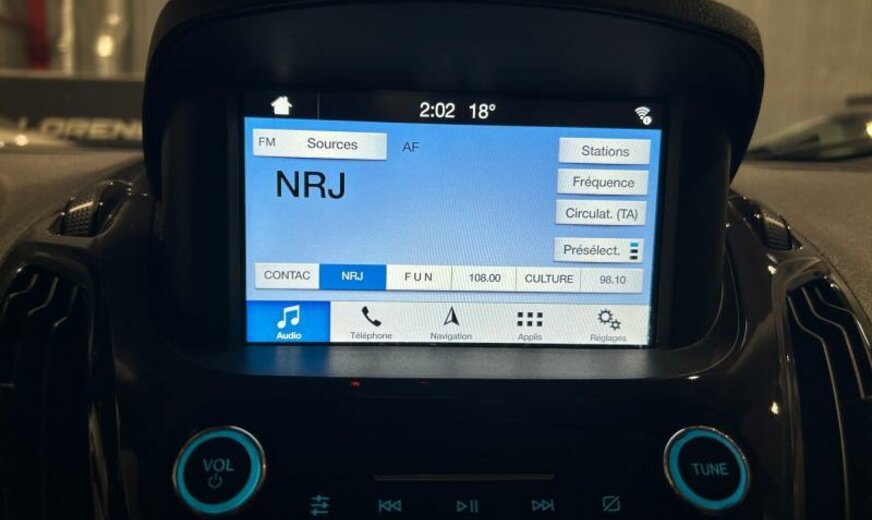 2:02 18°
LORENE
FM Sources AF Stations
NRJ
Fréquence
Circulat. (TA)
Présélect.
CONTAC NRJ FUN 108.00 CULTURE 98.10
Audio Téléphone Navigation Applis Réglages
VOL
TUNE